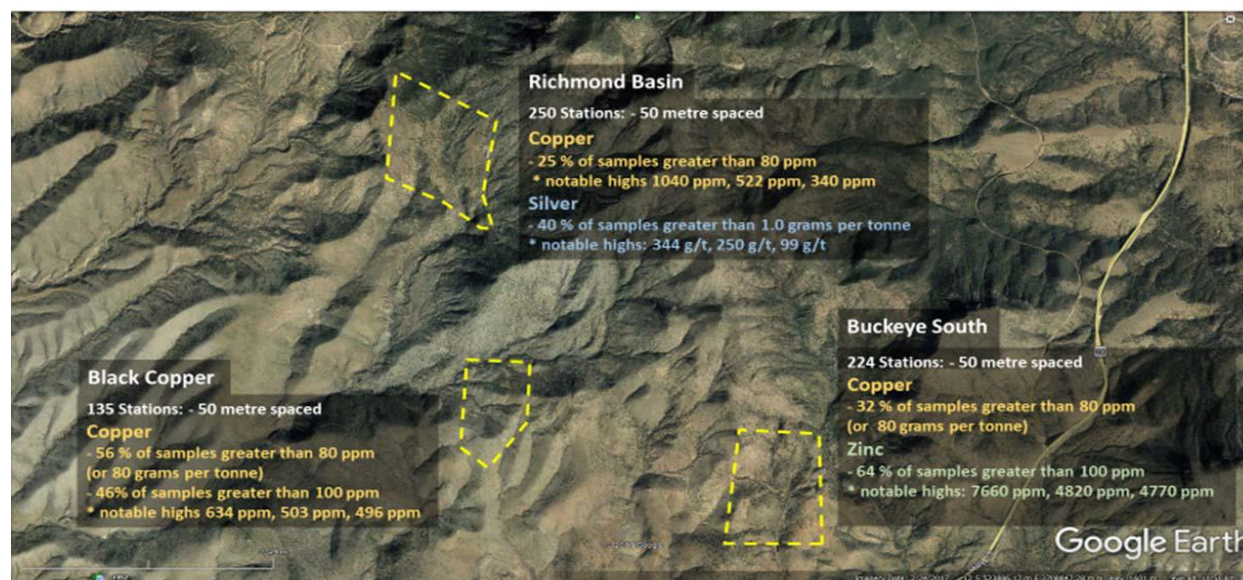 Richmond Basin
250 Stations: - 50 metre spaced
Copper
- 25 % of samples greater than 80 ppm
* notable highs 1040 ppm, 522 ppm, 340 ppm
Silver
- 40 % of samples greater than 1.0 grams per tonne
* notable highs: 344 g/t, 250 g/t, 99 g/t
Black Copper
135 Stations: - 50 metre spaced
Copper
- 56 % of samples greater than 80 ppm
(or 80 grams per tonne)
- 46% of samples greater than 100 ppm
* notable highs 634 ppm, 503 ppm, 496 ppm
Buckeye South
224 Stations: - 50 metre spaced
Copper
- 32 % of samples greater than 80 ppm
(or 80 grams per tonne)
Zinc
- 64 % of samples greater than 100 ppm
* notable highs: 7660 ppm, 4820 ppm, 4770 ppm
60
Google Earth